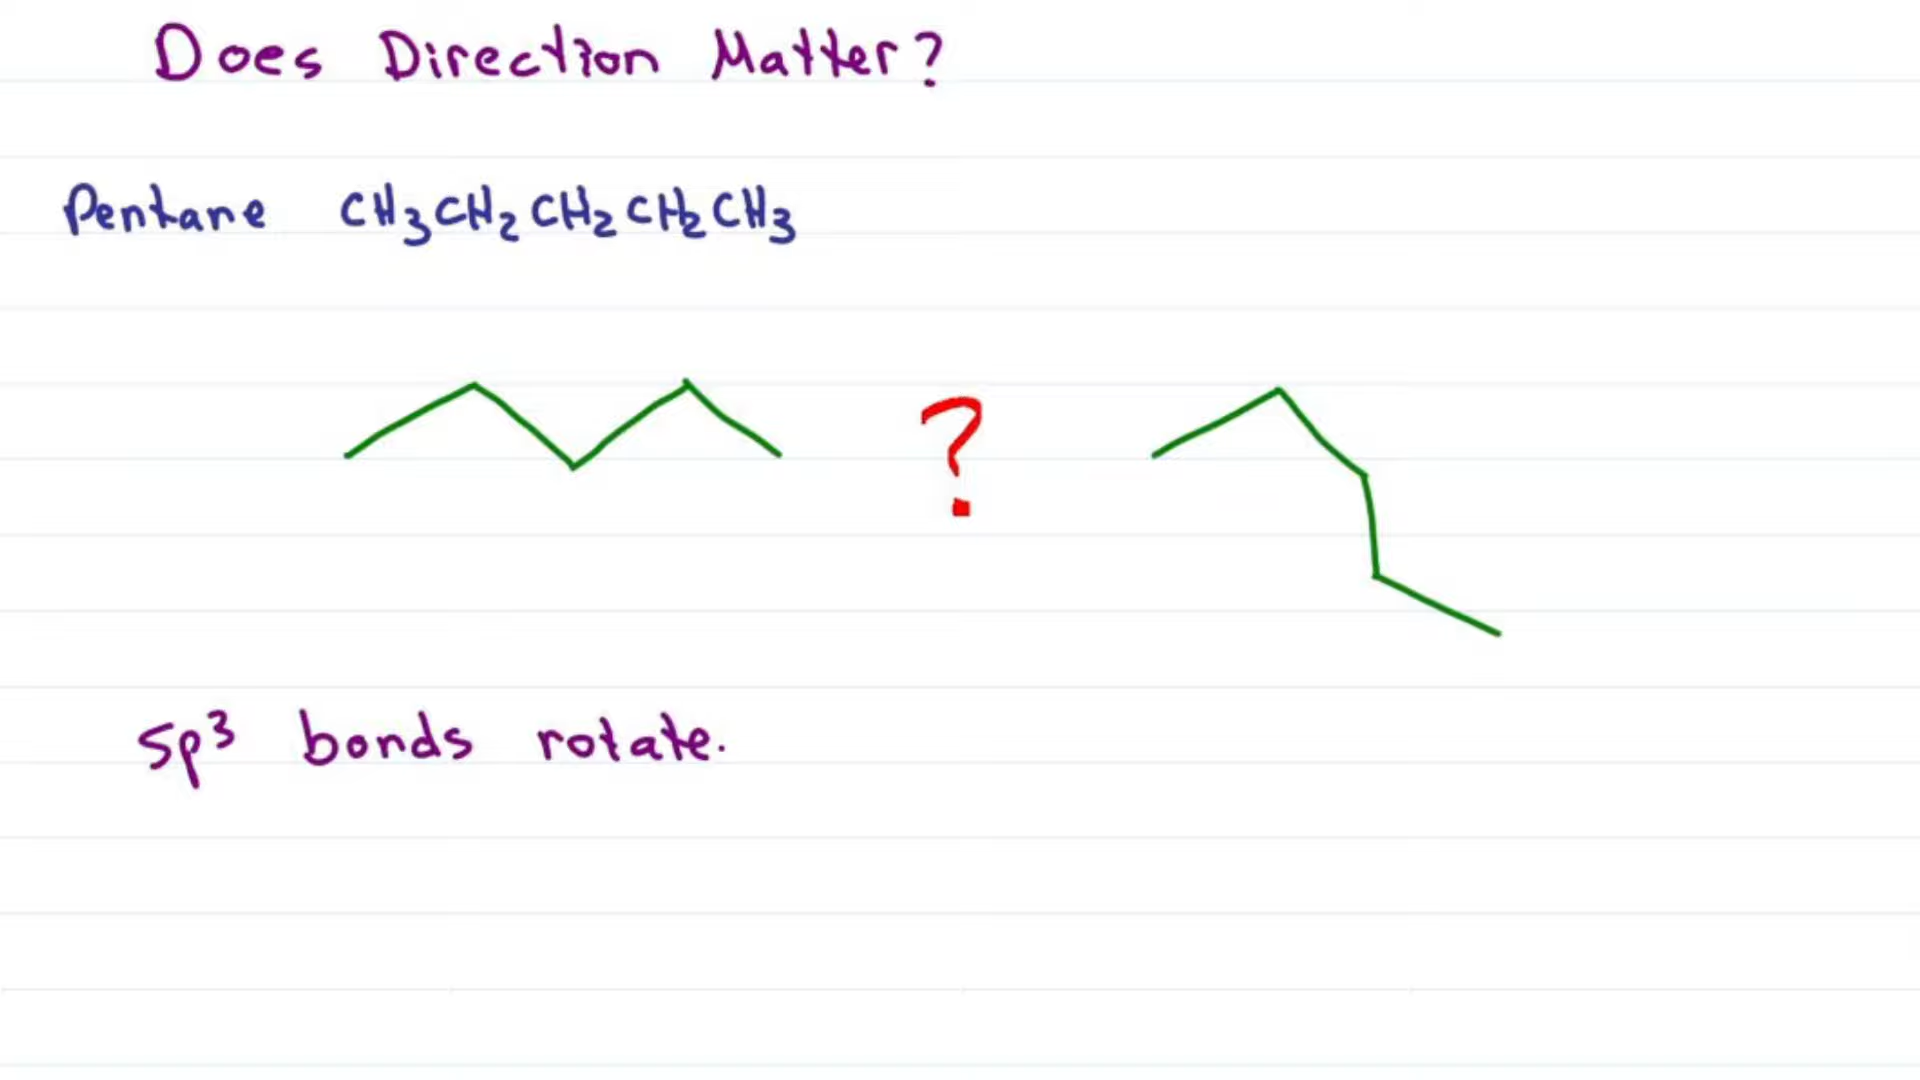 Does Direction Matter?
Pentane CH₃CH₂CH₂CH₂CH₃
?
sp³ bonds rotate.